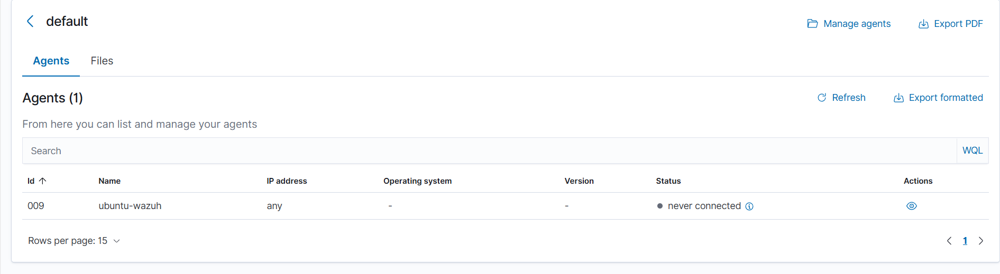 default
Manage agents
Export PDF
Agents
Files
Agents (1)
Refresh
Export formatted
From here you can list and manage your agents
Search
WQL
Id
Name
IP address
Operating system
Version
Status
Actions
009
ubuntu-wazuh
any
-
-
never connected
Rows per page: 15
1